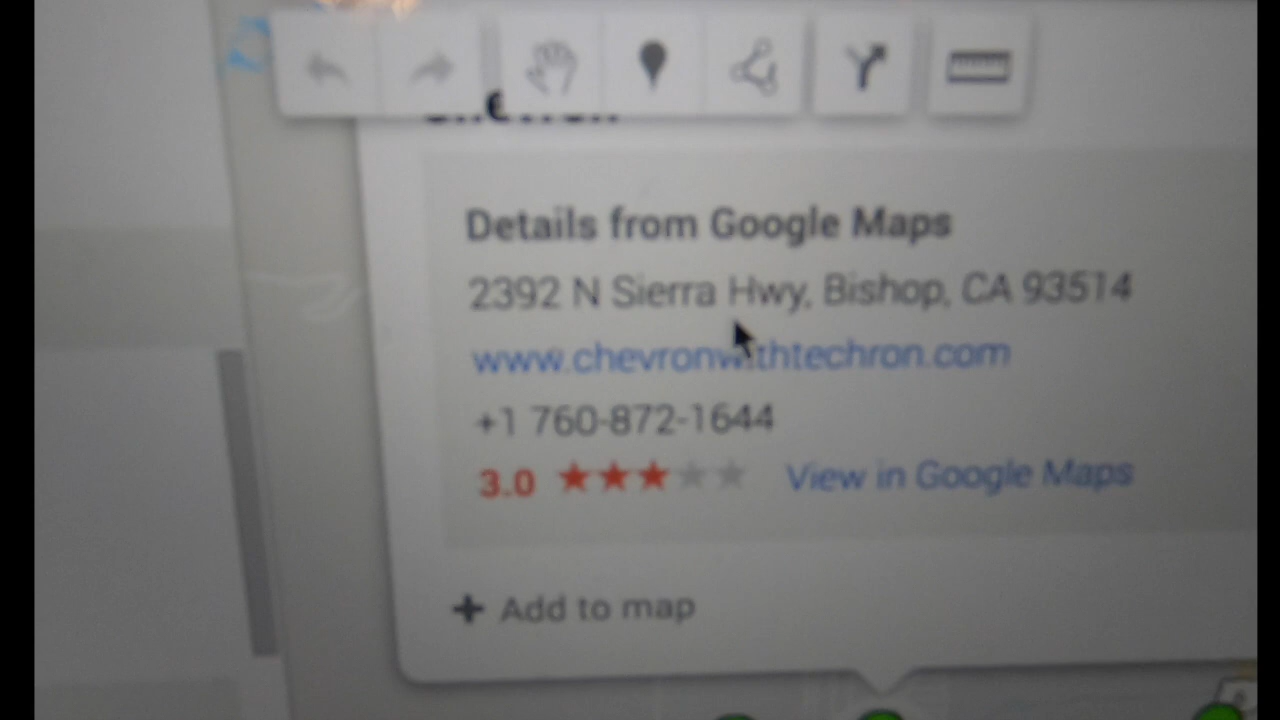 Details from Google Maps
2392 N Sierra Hwy, Bishop, CA 93514
www.chevronwithtechron.com
+1 760-872-1644
3.0 View in Google Maps
Add to map